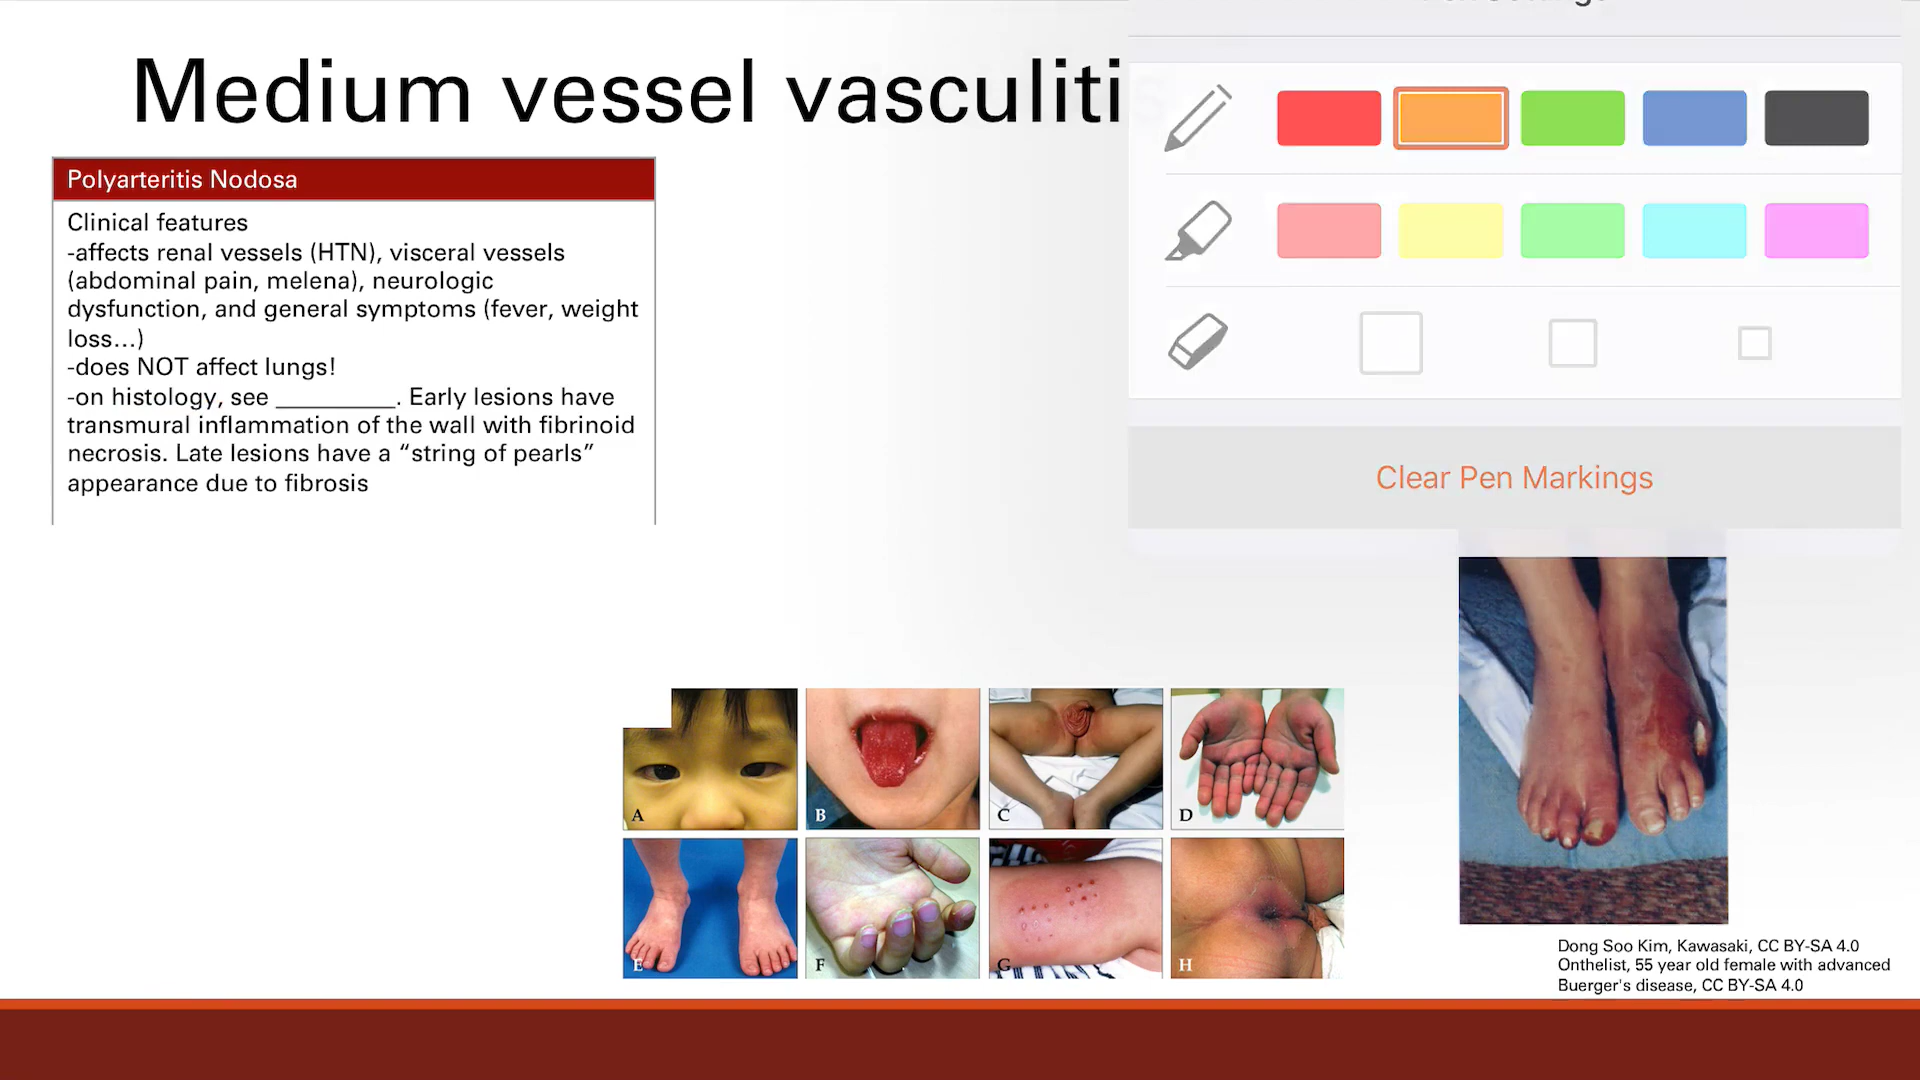 Medium vessel vasculiti
Polyarteritis Nodosa
Clinical features
-affects renal vessels (HTN), visceral vessels
(abdominal pain, melena), neurologic
dysfunction, and general symptoms (fever, weight
loss...)
-does NOT affect lungs!
-on histology, see _________. Early lesions have
transmural inflammation of the wall with fibrinoid
necrosis. Late lesions have a “string of pearls”
appearance due to fibrosis
Clear Pen Markings
A
B
C
D
E
F
G
H
Dong Soo Kim, Kawasaki, CC BY-SA 4.0
Onthelist, 55 year old female with advanced
Buerger's disease, CC BY-SA 4.0